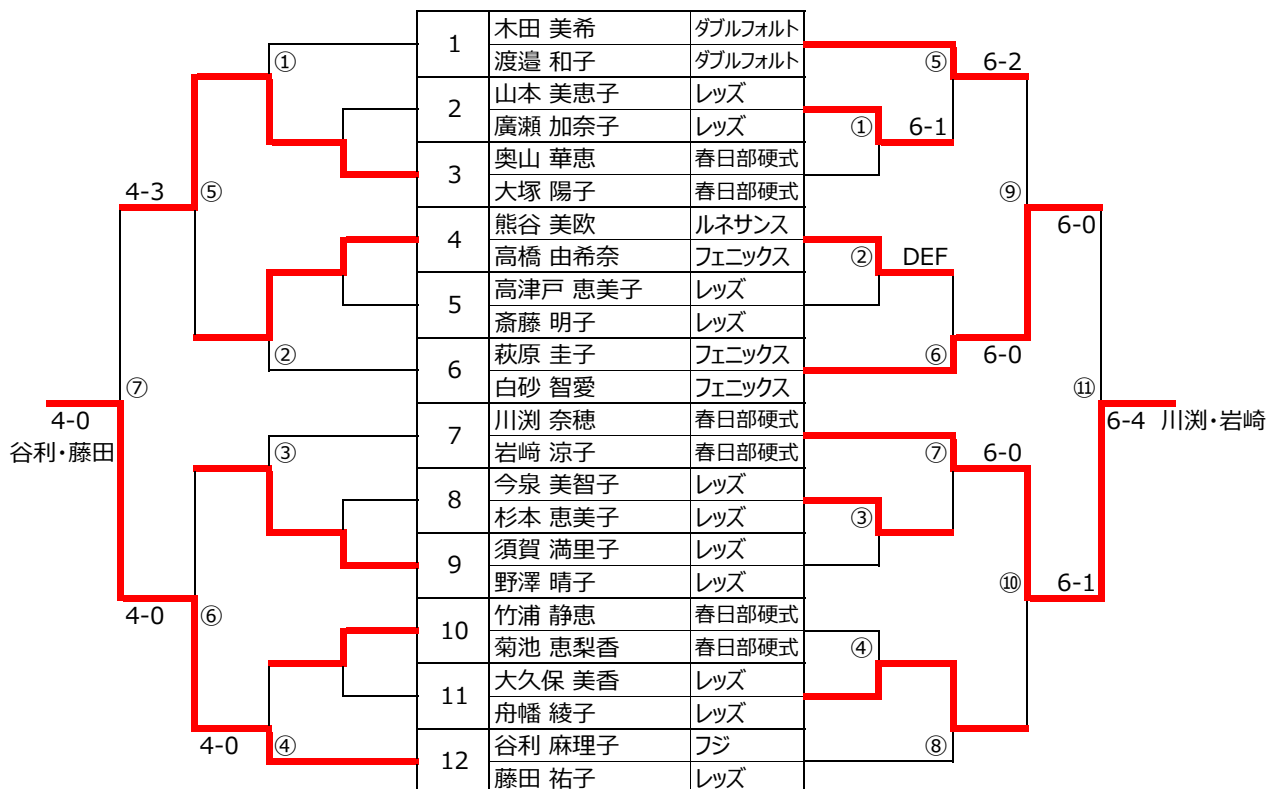 木田 美希 ダブルフォルト
1
① 渡邉 和子 ダブルフォルト ⑤ 6-2
山本 美恵子 レッズ
2
廣瀬 加奈子 レッズ ① 6-1
奥山 華恵 春日部硬式
3
4-3 ⑤ 大塚 陽子 春日部硬式 ⑨
熊谷 美欧 ルネサンス 6-0
4
高橋 由希奈 フェニックス ② DEF
高津戸 恵美子 レッズ
5
斎藤 明子 レッズ
② 萩原 圭子 フェニックス ⑥ 6-0
6
⑦ 白砂 智愛 フェニックス ⑪
4-0 川渕 奈穂 春日部硬式 6-4 川渕・岩崎
7
谷利・藤田 ③ 岩﨑 涼子 春日部硬式 ⑦ 6-0
今泉 美智子 レッズ
8
杉本 恵美子 レッズ ③
須賀 満里子 レッズ
9
野澤 晴子 レッズ ⑩ 6-1
4-0 ⑥ 竹浦 静恵 春日部硬式
10
菊池 恵梨香 春日部硬式 ④
大久保 美香 レッズ
11
舟幡 綾子 レッズ
4-0 ④ 谷利 麻理子 フジ ⑧
12
藤田 祐子 レッズ